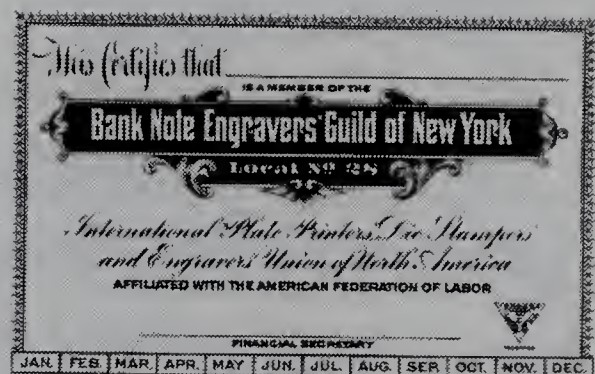 This Certifies that
IS A MEMBER OF THE
Bank Note Engravers' Guild of New York
LOCAL No 28
International Plate Printers, Die Stampers
and Engravers' Union of North America
AFFILIATED WITH THE AMERICAN FEDERATION OF LABOR
FINANCIAL SECRETARY
JAN. FEB. MAR. APR. MAY JUN. JUL. AUG. SEP. OCT. NOV. DEC.